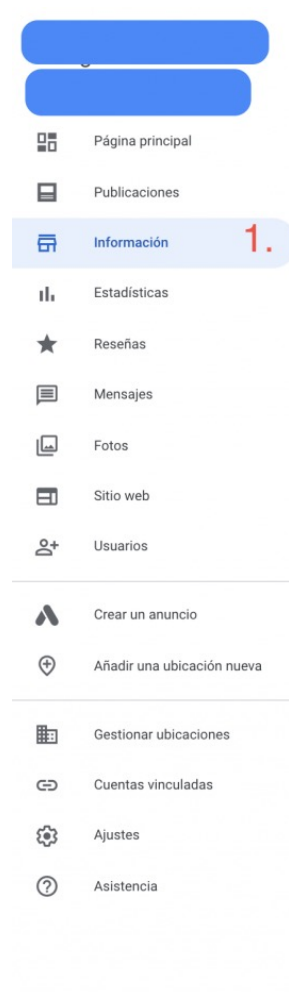 Página principal
Publicaciones
Información 1.
Estadísticas
Reseñas
Mensajes
Fotos
Sitio web
Usuarios
Crear un anuncio
Añadir una ubicación nueva
Gestionar ubicaciones
Cuentas vinculadas
Ajustes
Asistencia